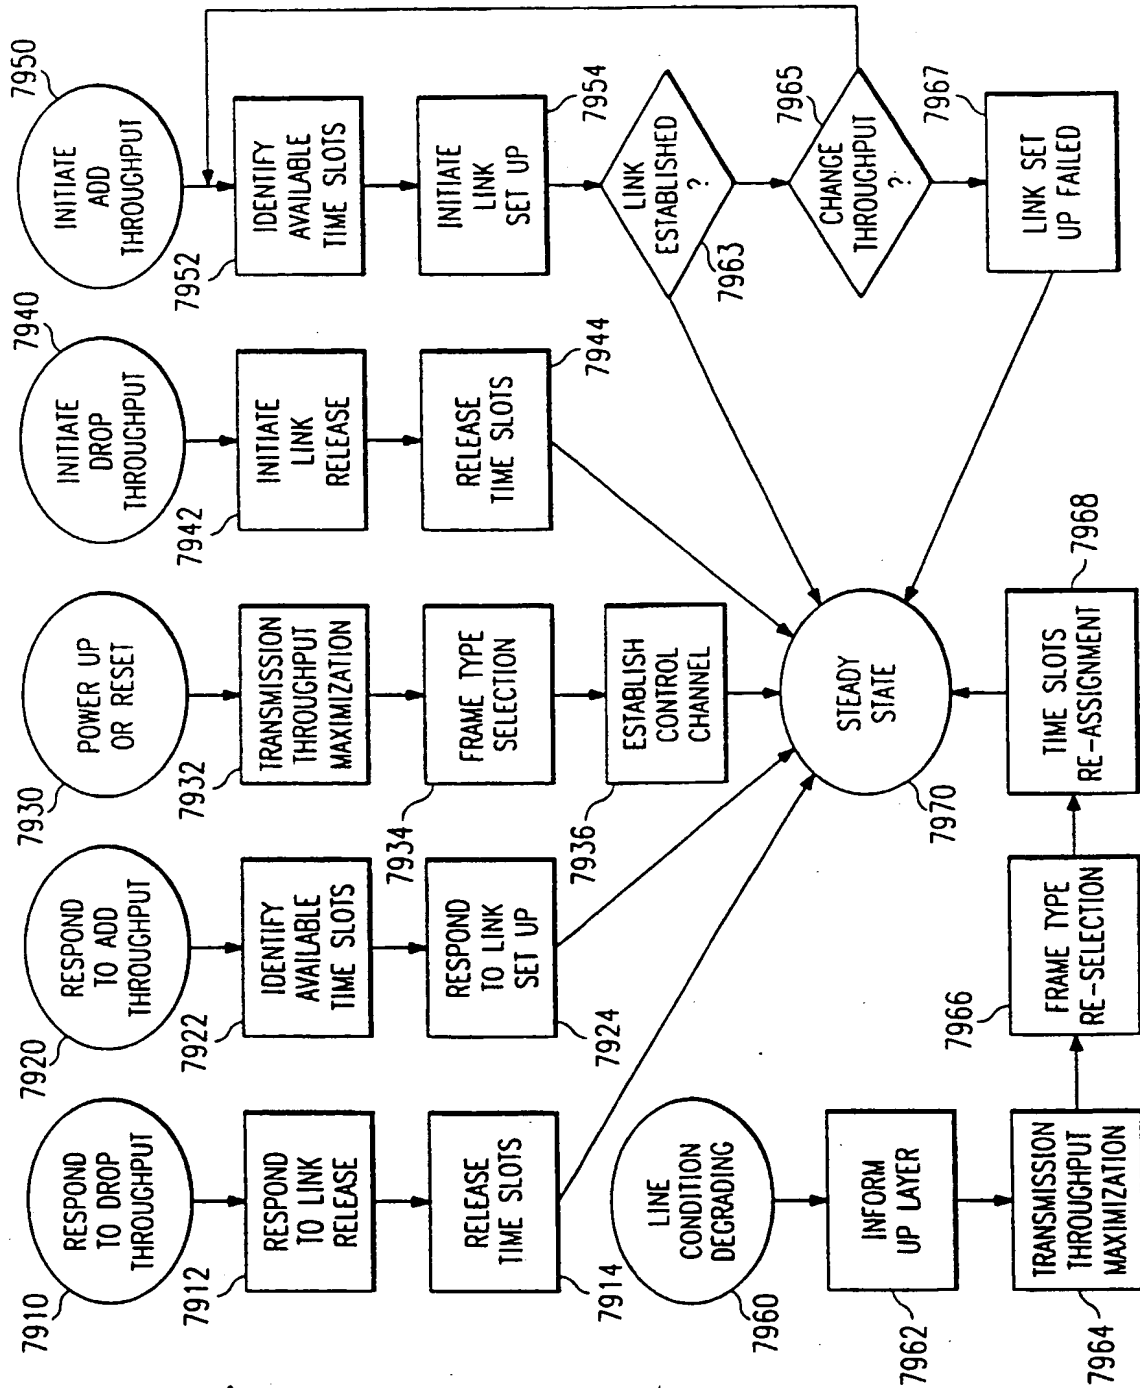 7910
RESPOND
TO DROP
THROUGHPUT
7912
RESPOND
TO LINK
RELEASE
RELEASE
TIME SLOTS
7914
7920
RESPOND
TO ADD
THROUGHPUT
7922
IDENTIFY
AVAILABLE
TIME SLOTS
RESPOND
TO LINK
SET UP
7924
7930
POWER UP
OR RESET
7932
TRANSMISSION
THROUGHPUT
MAXIMIZATION
7934
FRAME TYPE
SELECTION
7936
ESTABLISH
CONTROL
CHANNEL
7940
INITIATE
DROP
THROUGHPUT
7942
INITIATE
LINK
RELEASE
RELEASE
TIME SLOTS
7944
7950
INITIATE
ADD
THROUGHPUT
7952
IDENTIFY
AVAILABLE
TIME SLOTS
INITIATE
LINK
SET UP
7954
LINK
ESTABLISHED
?
7963
CHANGE
THROUGHPUT
?
7965
LINK SET
UP FAILED
7967
7960
LINE
CONDITION
DEGRADING
7962
INFORM
UP LAYER
7964
TRANSMISSION
THROUGHPUT
MAXIMIZATION
7966
FRAME TYPE
RE-SELECTION
TIME SLOTS
RE-ASSIGNMENT
7968
STEADY
STATE
7970